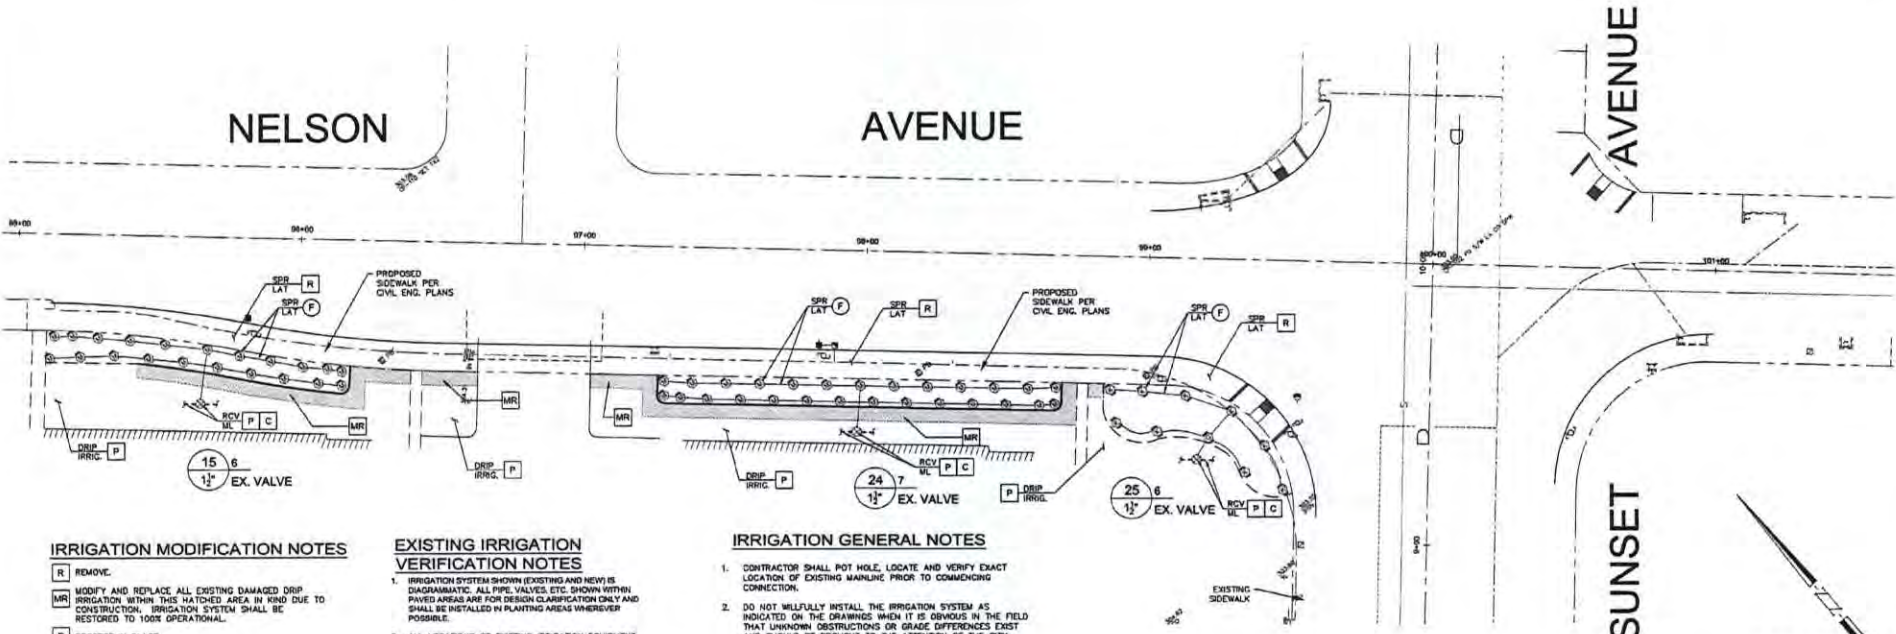 NELSON
AVENUE
AVENUE
96+00
97+00
98+00
99+00
101+00
SPR
LAT
R
SPR
LAT
F
PROPOSED
SIDEWALK PER
CIVIL ENG. PLANS
SPR
LAT
F
SPR
LAT
R
PROPOSED
SIDEWALK PER
CIVIL ENG. PLANS
SPR
LAT
F
SPR
LAT
R
MR
MR
MR
MR
DRIP
IRRIG.
P
RCV
ML
P C
15 6
1½" EX. VALVE
DRIP
IRRIG.
P
DRIP
IRRIG.
P
RCV
ML
P C
24 7
1½" EX. VALVE
P
DRIP
IRRIG.
25 6
1½" EX. VALVE
RCV
ML
P C
9+00
EXISTING
SIDEWALK
SUNSET
IRRIGATION MODIFICATION NOTES
R REMOVE.
MR MODIFY AND REPLACE ALL EXISTING DAMAGED DRIP
IRRIGATION WITHIN THIS HATCHED AREA IN KIND DUE TO
CONSTRUCTION. IRRIGATION SYSTEM SHALL BE
RESTORED TO 100% OPERATIONAL.
EXISTING IRRIGATION
VERIFICATION NOTES
1. IRRIGATION SYSTEM SHOWN (EXISTING AND NEW) IS
DIAGRAMMATIC. ALL PIPE, VALVES, ETC. SHOWN WITHIN
PAVED AREAS ARE FOR DESIGN CLARIFICATION ONLY AND
SHALL BE INSTALLED IN PLANTING AREAS WHEREVER
POSSIBLE.
IRRIGATION GENERAL NOTES
1. CONTRACTOR SHALL POT HOLE, LOCATE AND VERIFY EXACT
LOCATION OF EXISTING MAINLINE PRIOR TO COMMENCING
CONNECTION.
2. DO NOT WILLFULLY INSTALL THE IRRIGATION SYSTEM AS
INDICATED ON THE DRAWINGS WHEN IT IS OBVIOUS IN THE FIELD
THAT UNKNOWN OBSTRUCTIONS OR GRADE DIFFERENCES EXIST